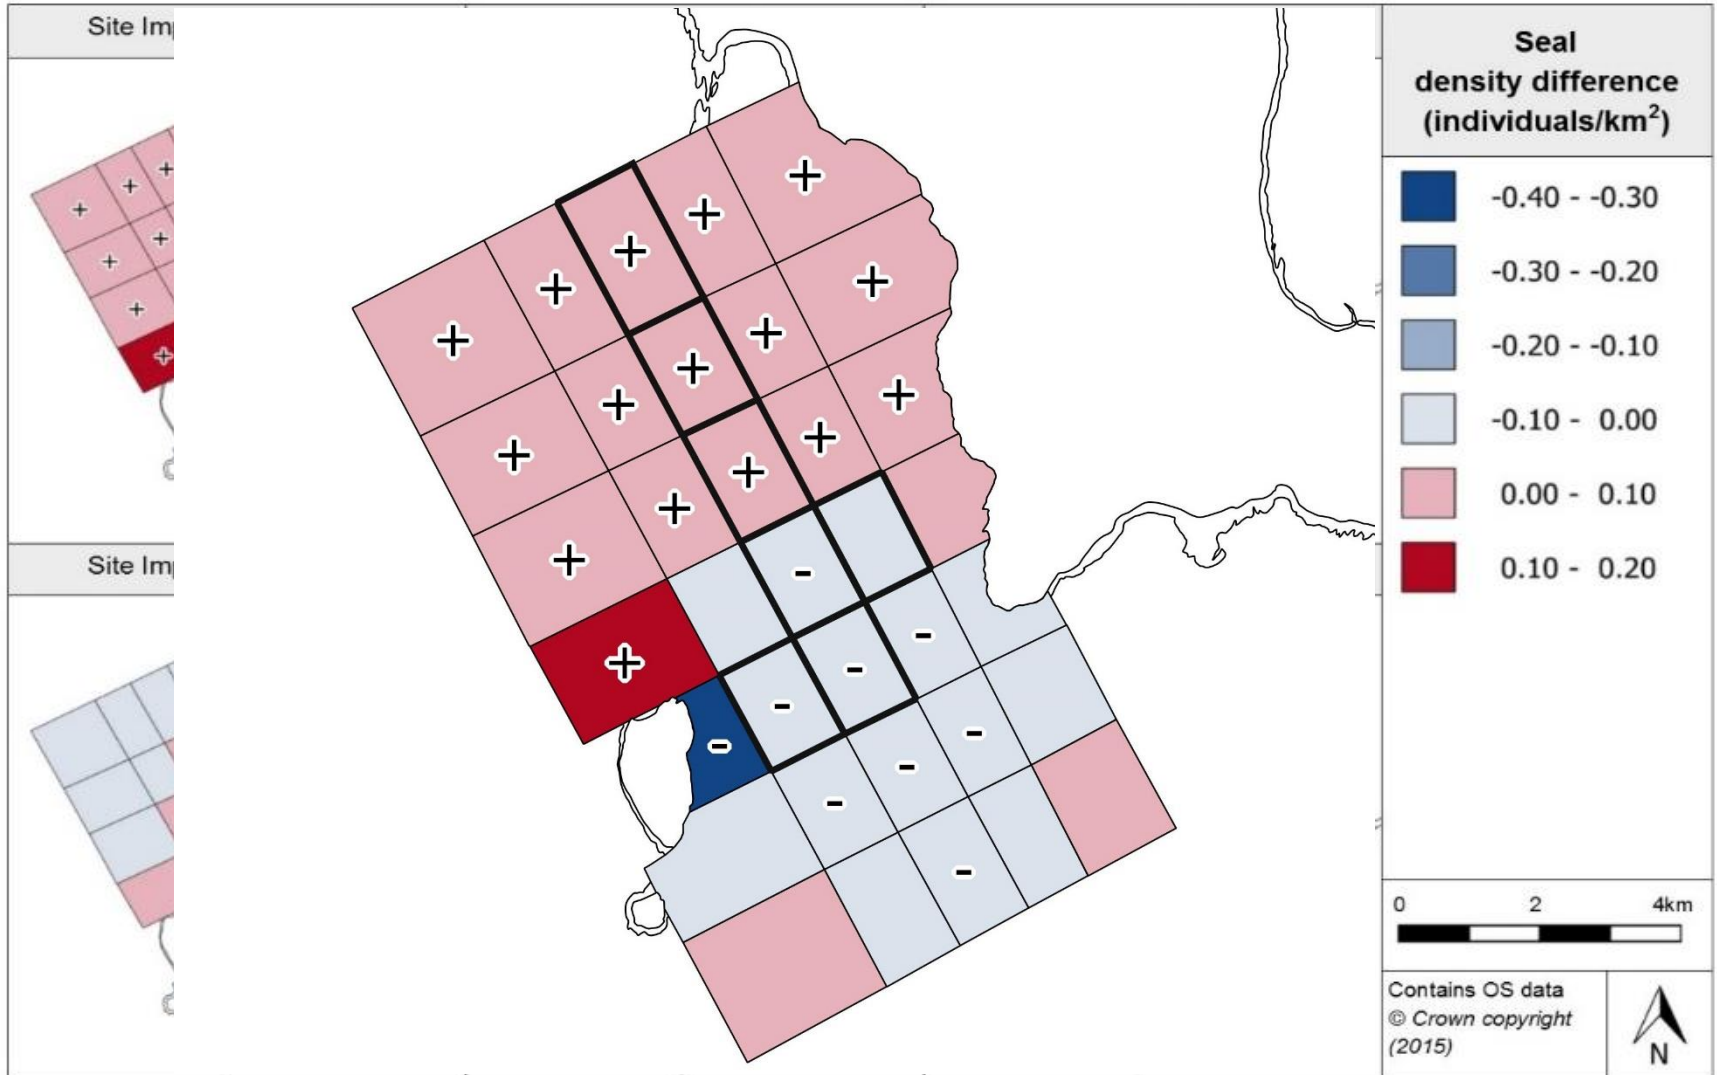 Site Im
Site Im
+ + + + +
+ + + + +
+ + + + +
+ -
- - - -
- - -
-
Seal
density difference
(individuals/km²)
-0.40 - -0.30
-0.30 - -0.20
-0.20 - -0.10
-0.10 - 0.00
0.00 - 0.10
0.10 - 0.20
0 2 4km
Contains OS data
© Crown copyright
(2015)
N